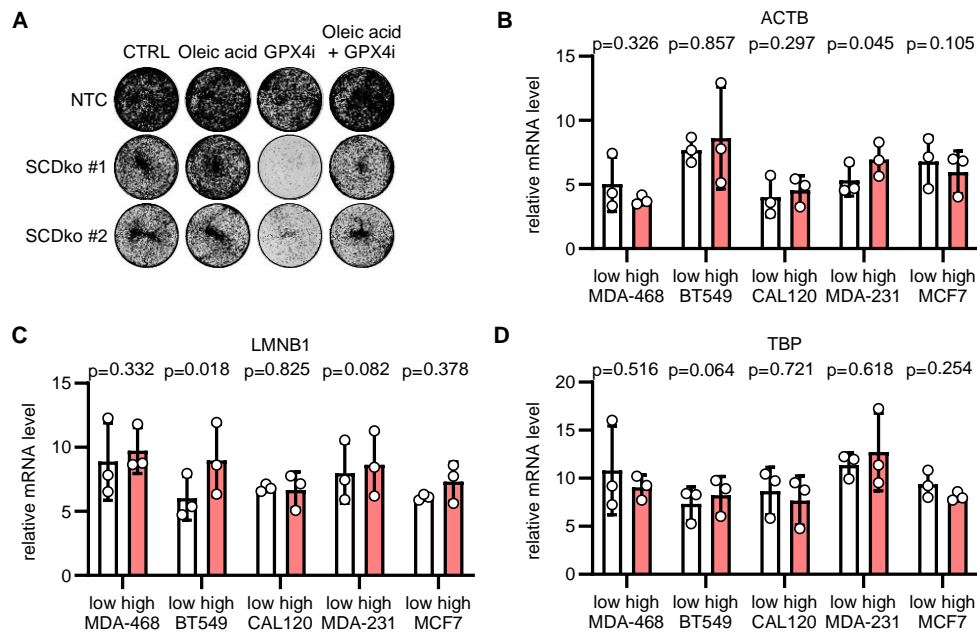 A
CTRL Oleic acid GPX4i Oleic acid + GPX4i
NTC
SCDko #1
SCDko #2
B
ACTB
p=0.326 p=0.857 p=0.297 p=0.045 p=0.105
relative mRNA level
15
10
5
0
low high low high low high low high low high
MDA-468 BT549 CAL120 MDA-231 MCF7
C
LMNB1
p=0.332 p=0.018 p=0.825 p=0.082 p=0.378
relative mRNA level
15
10
5
0
low high low high low high low high low high
MDA-468 BT549 CAL120 MDA-231 MCF7
D
TBP
p=0.516 p=0.064 p=0.721 p=0.618 p=0.254
relative mRNA level
20
15
10
5
0
low high low high low high low high low high
MDA-468 BT549 CAL120 MDA-231 MCF7